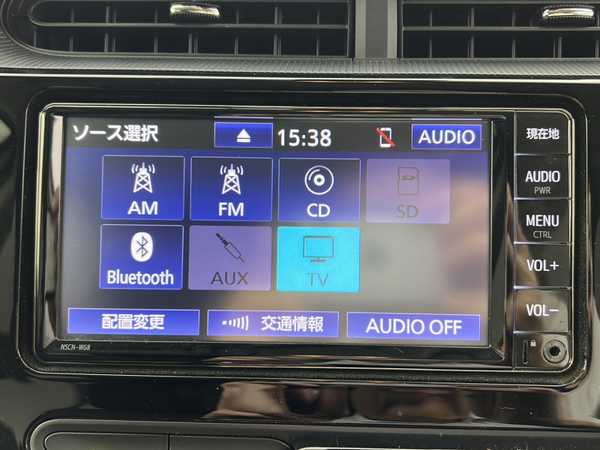 ソース選択 15:38 AUDIO
AM FM CD SD
Bluetooth AUX TV
配置変更 交通情報 AUDIO OFF
NSCN-W68
現在地
AUDIO
PWR
MENU
CTRL
VOL+
VOL−